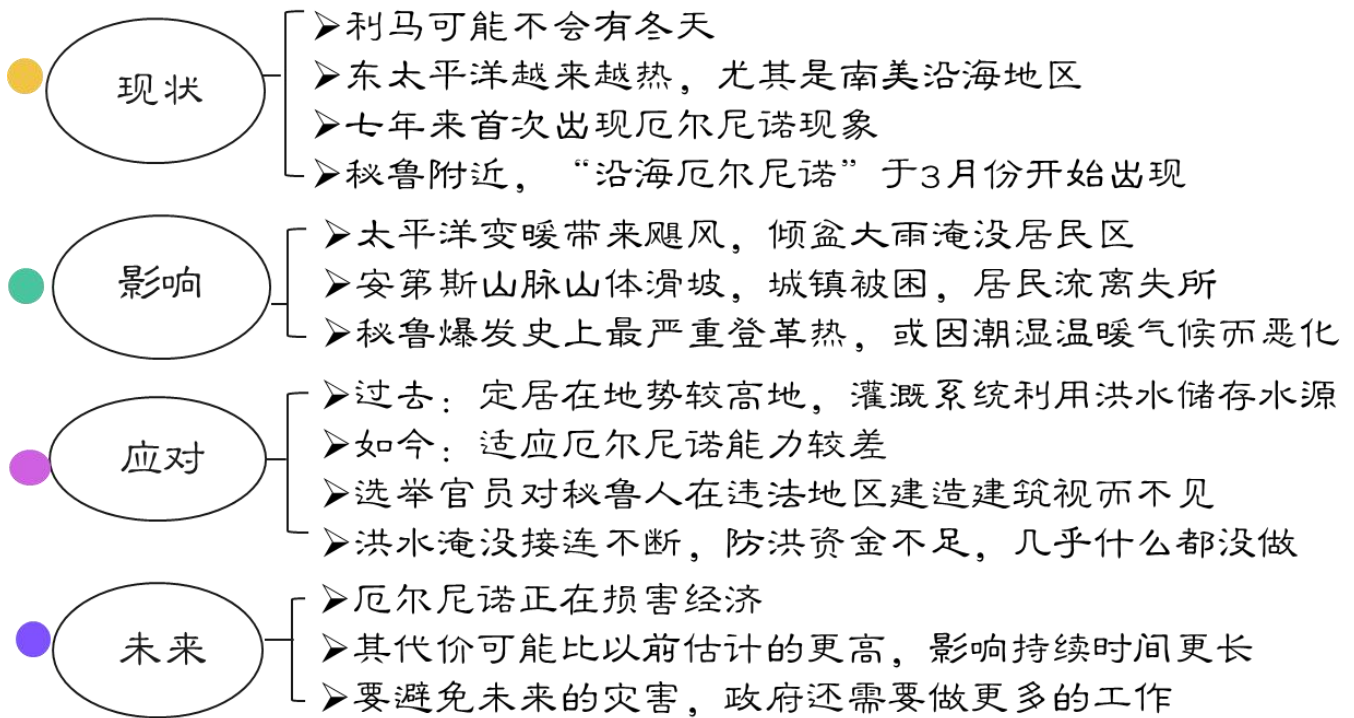 现状
➤利马可能不会有冬天
➤东太平洋越来越热，尤其是南美沿海地区
➤七年来首次出现厄尔尼诺现象
➤秘鲁附近，“沿海厄尔尼诺”于3月份开始出现
影响
➤太平洋变暖带来飓风，倾盆大雨淹没居民区
➤安第斯山脉山体滑坡，城镇被困，居民流离失所
➤秘鲁爆发史上最严重登革热，或因潮湿温暖气候而恶化
应对
➤过去：定居在地势较高地，灌溉系统利用洪水储存水源
➤如今：适应厄尔尼诺能力较差
➤选举官员对秘鲁人在违法地区建造建筑视而不见
➤洪水淹没接连不断，防洪资金不足，几乎什么都没做
未来
➤厄尔尼诺正在损害经济
➤其代价可能比以前估计的更高，影响持续时间更长
➤要避免未来的灾害，政府还需要做更多的工作